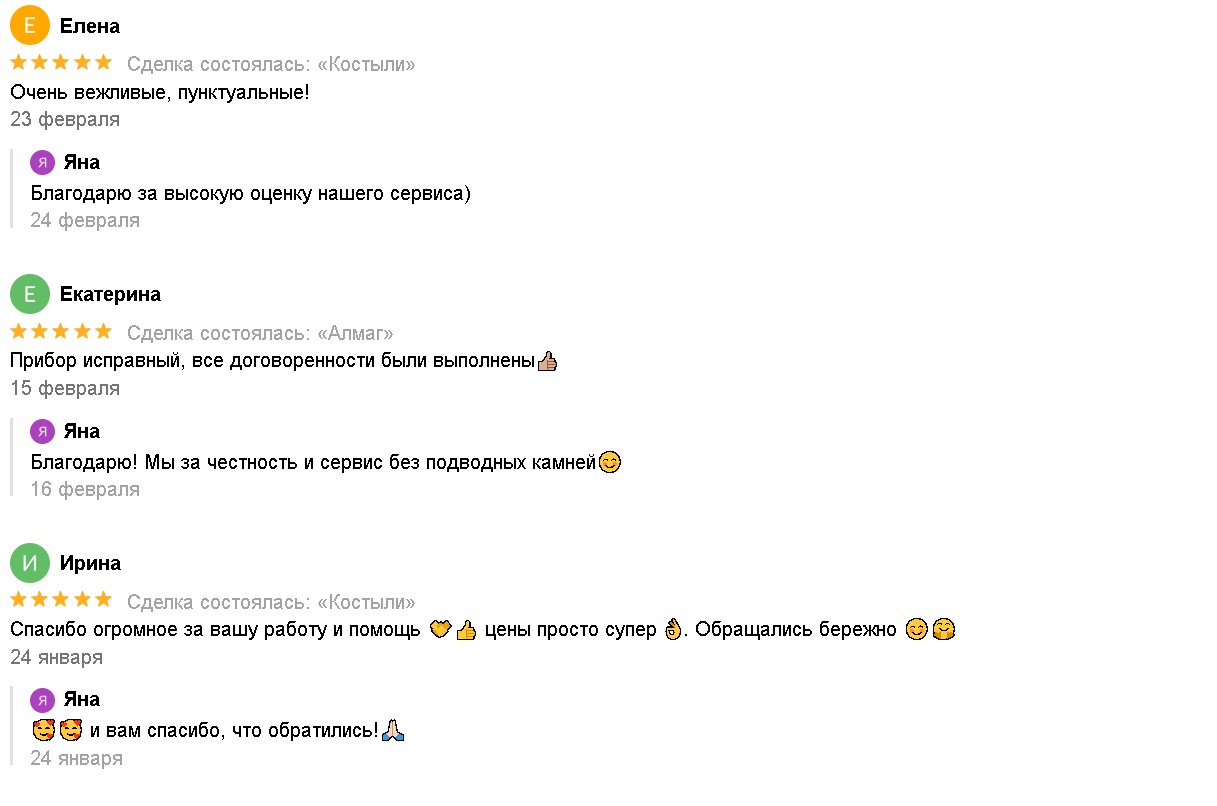 Е Елена
Сделка состоялась: «Костыли»
Очень вежливые, пунктуальные!
23 февраля
Я Яна
Благодарю за высокую оценку нашего сервиса)
24 февраля
Е Екатерина
Сделка состоялась: «Алмаг»
Прибор исправный, все договоренности были выполнены👍🏼
15 февраля
Я Яна
Благодарю! Мы за честность и сервис без подводных камней😊
16 февраля
И Ирина
Сделка состоялась: «Костыли»
Спасибо огромное за вашу работу и помощь 🤝👍 цены просто супер 👌. Обращались бережно 😊🤗
24 января
Я Яна
🥰🥰 и вам спасибо, что обратились!🙏🏻
24 января